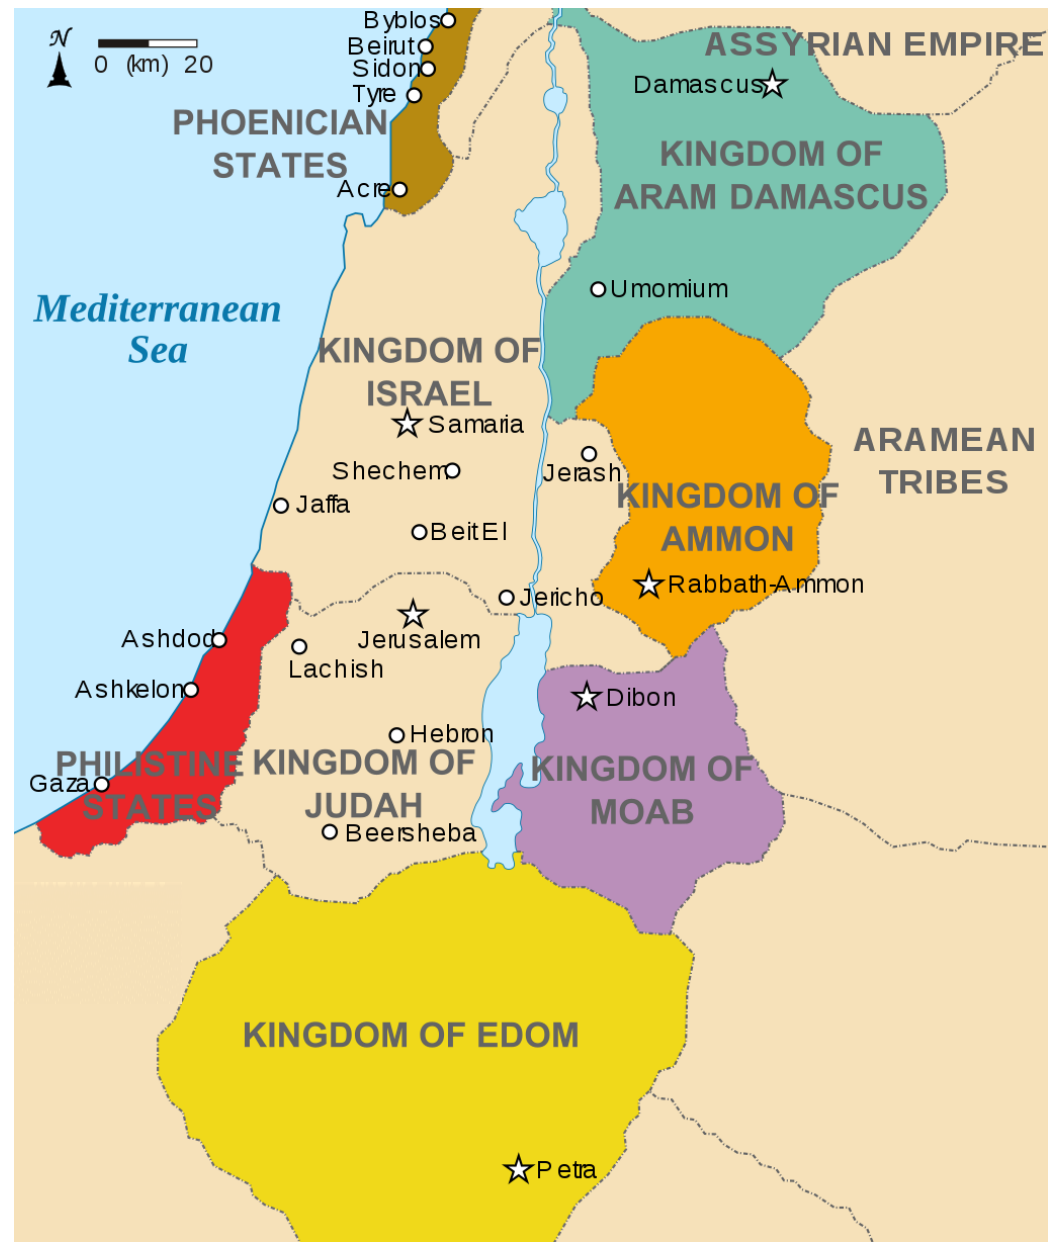 Byblos
N
Beirut
ASSYRIAN EMPIRE
0 (km) 20
Sidon
Damascus
Tyre
PHOENICIAN
STATES
KINGDOM OF
ARAM DAMASCUS
Acre
Umomium
Mediterranean
Sea
KINGDOM OF
ISRAEL
Samaria
ARAMEAN
TRIBES
Shechem
Jerash
KINGDOM OF
AMMON
Jaffa
BeitEl
Rabbath-Ammon
Jericho
Ashdod
Jerusalem
Lachish
Ashkelon
Dibon
Hebron
PHILISTINE
STATES
KINGDOM OF
JUDAH
KINGDOM OF
MOAB
Gaza
Beersheba
KINGDOM OF EDOM
Petra